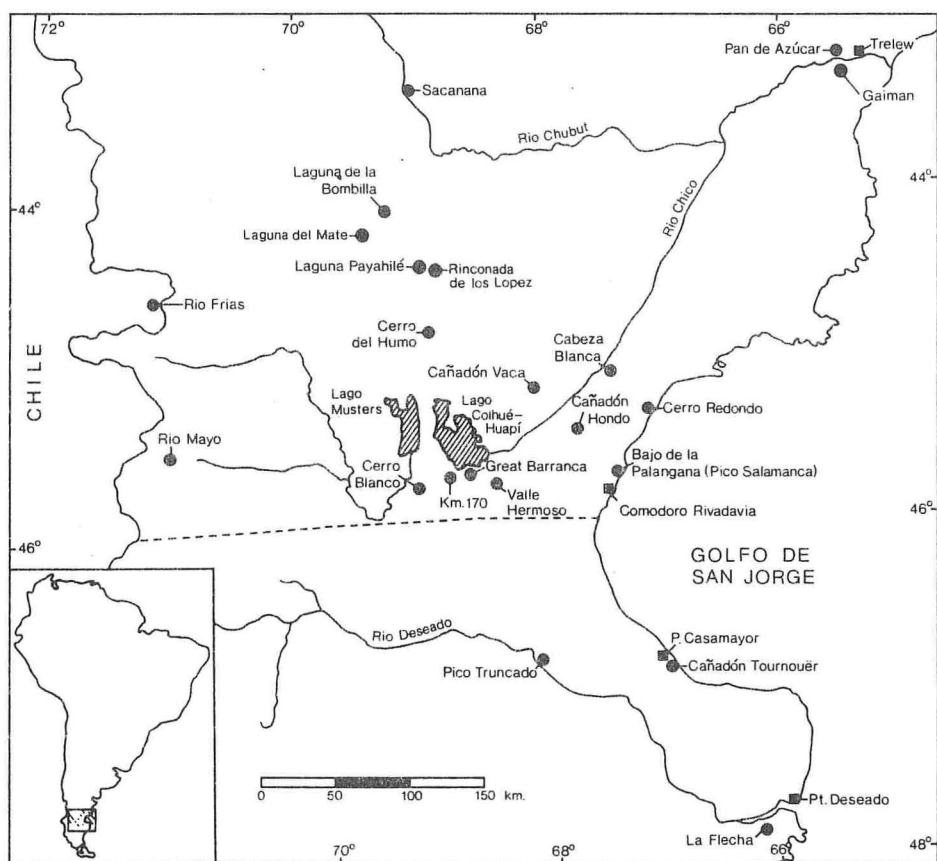 72°
70°
68°
66°
Pan de Azúcar
Trelew
Gaiman
Sacanana
Rio Chubut
Laguna de la
Bombilla
44°
44°
Rio Chico
Laguna del Mate
Laguna Payahilé
Rinconada
de los Lopez
Rio Frias
Cerro
del Humo
Cabeza
Blanca
CHILE
Cañadón Vaca
Lago
Musters
Lago
Coihué-
Huapí
Cañadón
Hondo
Cerro Redondo
Rio Mayo
Bajo de la
Palangana (Pico Salamanca)
Cerro
Blanco
Great Barranca
Km. 170
Valle
Hermoso
Comodoro Rivadavia
46°
46°
GOLFO DE
SAN JORGE
Rio Deseado
P. Casamayor
Pico Truncado
Cañadón Tournouër
0 50 100 150 km.
Pt. Deseado
La Flecha
70°
68°
66°
48°